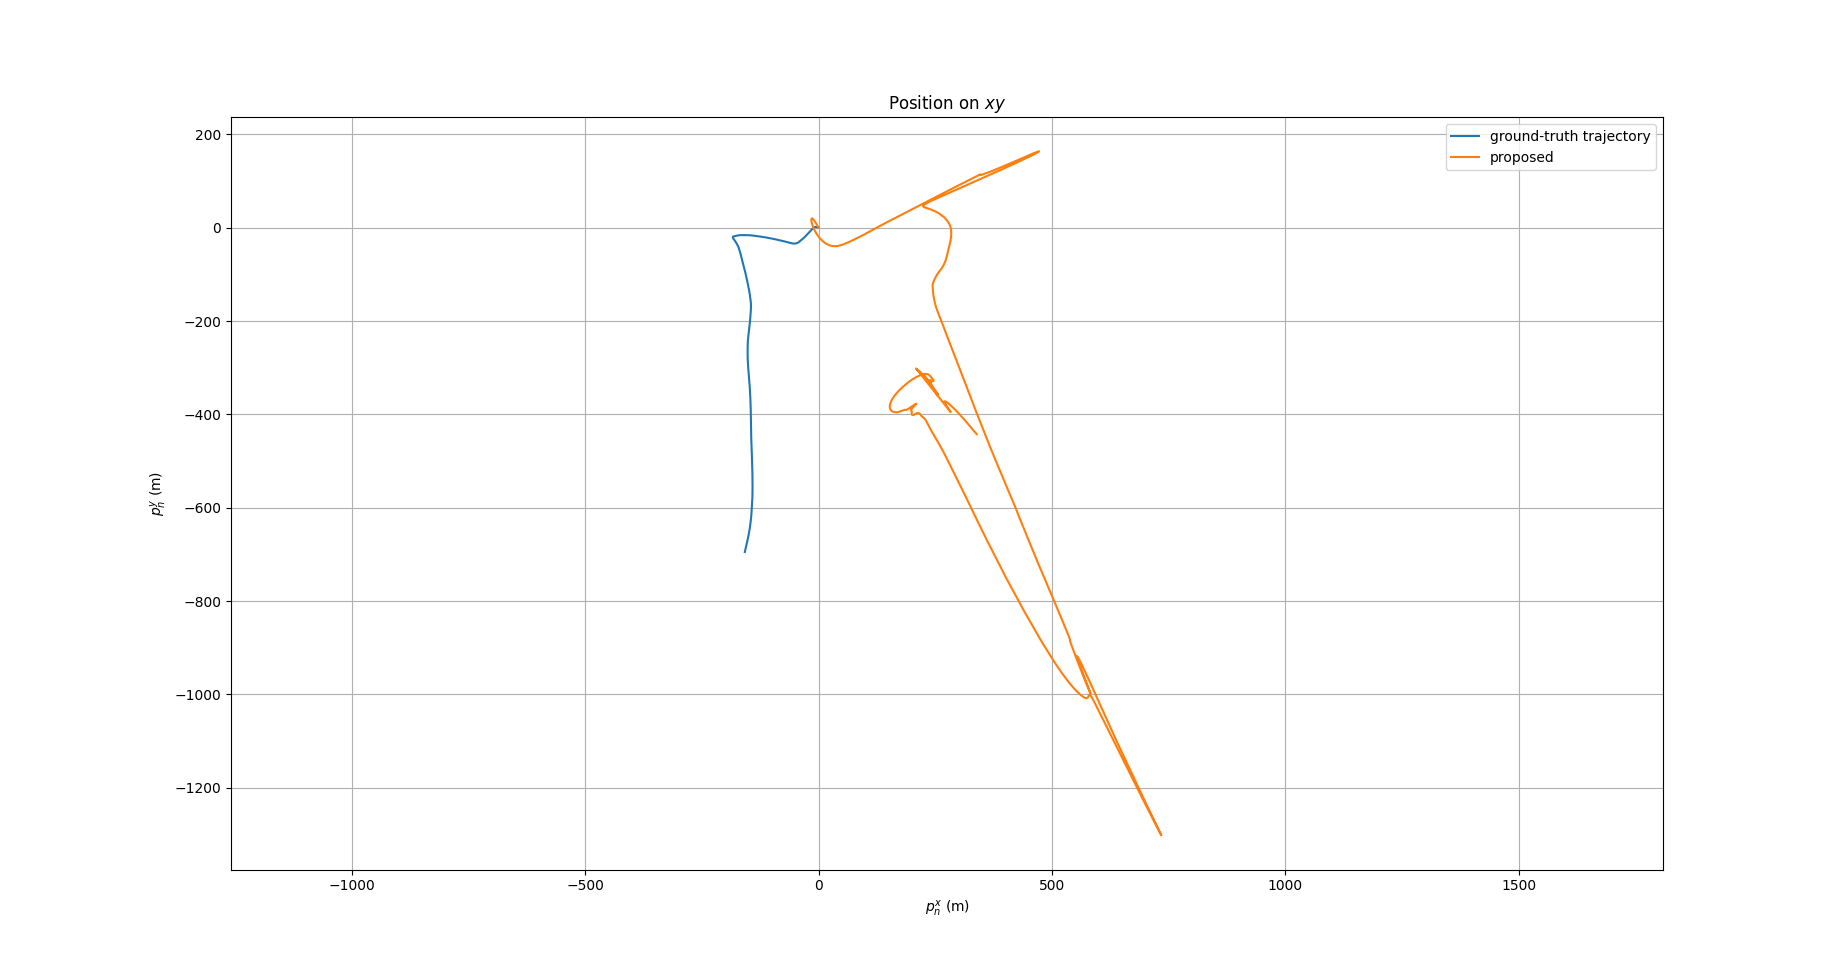 Position on xy
ground-truth trajectory
proposed
200
0
−200
−400
−600
−800
−1000
−1200
p_n^y (m)
−1000
−500
0
500
1000
1500
p_n^x (m)